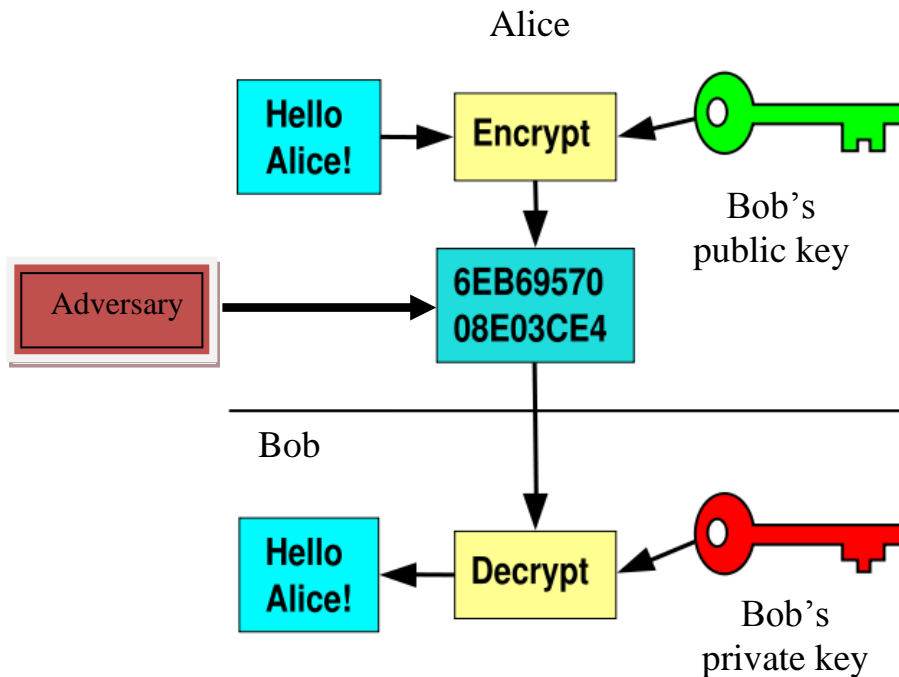 Alice
Hello
Alice!
Encrypt
Bob’s
public key
Adversary
6EB69570
08E03CE4
Bob
Hello
Alice!
Decrypt
Bob’s
private key